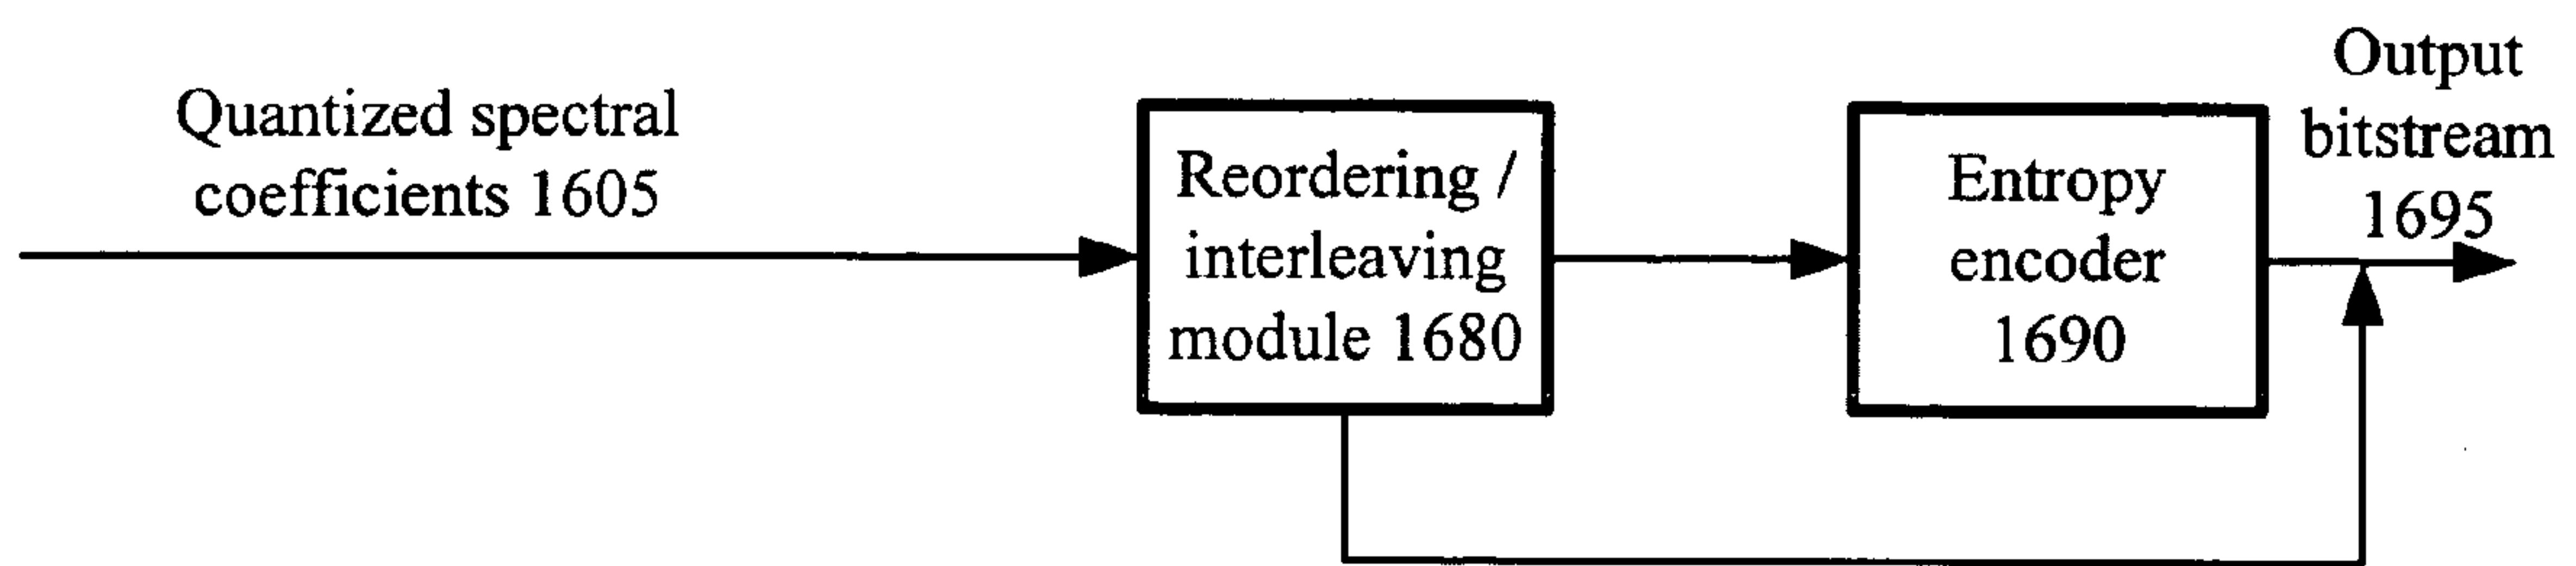 Quantized spectral
coefficients 1605
Reordering /
interleaving
module 1680
Entropy
encoder
1690
Output
bitstream
1695